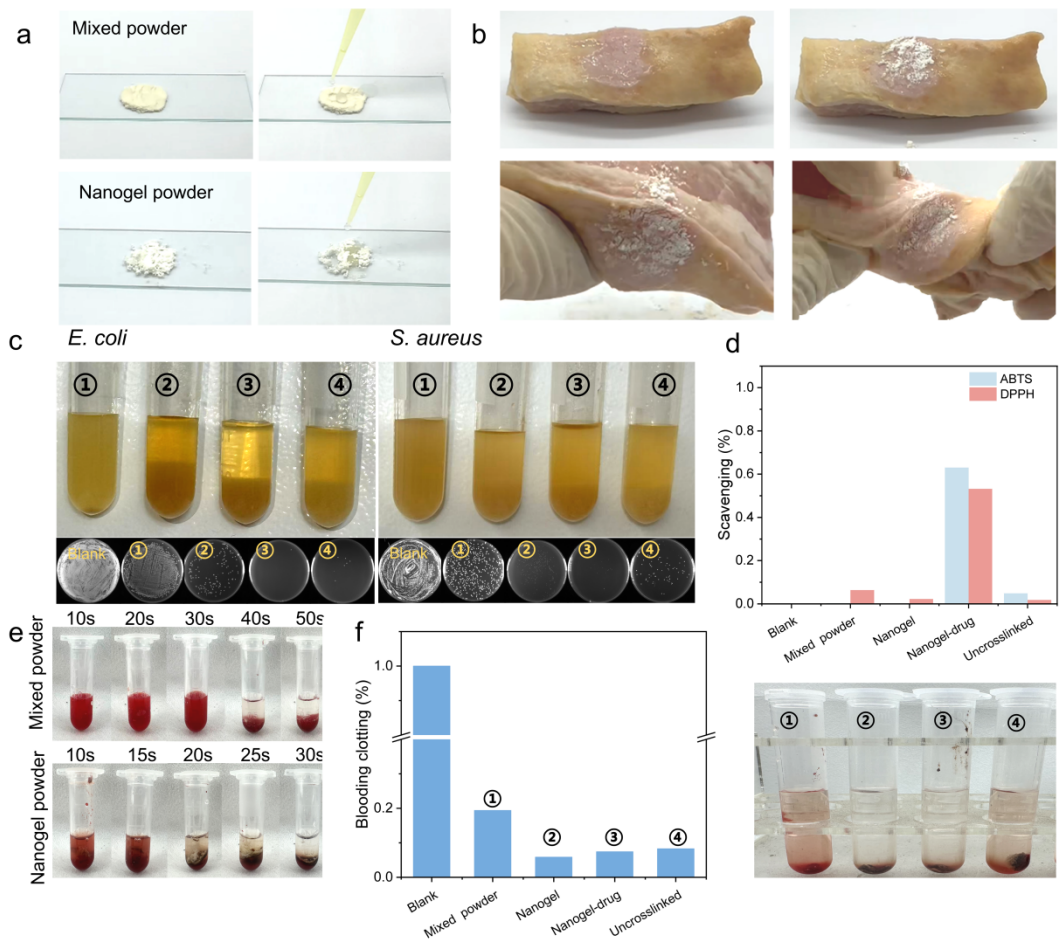 a
Mixed powder
Nanogel powder
b
c
E. coli
① ② ③ ④
Blank ① ② ③ ④
S. aureus
① ② ③ ④
Blank ① ② ③ ④
d
ABTS
DPPH
Scavenging (%)
1.0
0.8
0.6
0.4
0.2
0.0
Blank
Mixed powder
Nanogel
Nanogel-drug
Uncrosslinked
e
Mixed powder
10s 20s 30s 40s 50s
Nanogel powder
10s 15s 20s 25s 30s
f
Blooding clotting (%)
1.0
0.2
0.0
① ② ③ ④
Blank
Mixed powder
Nanogel
Nanogel-drug
Uncrosslinked
① ② ③ ④